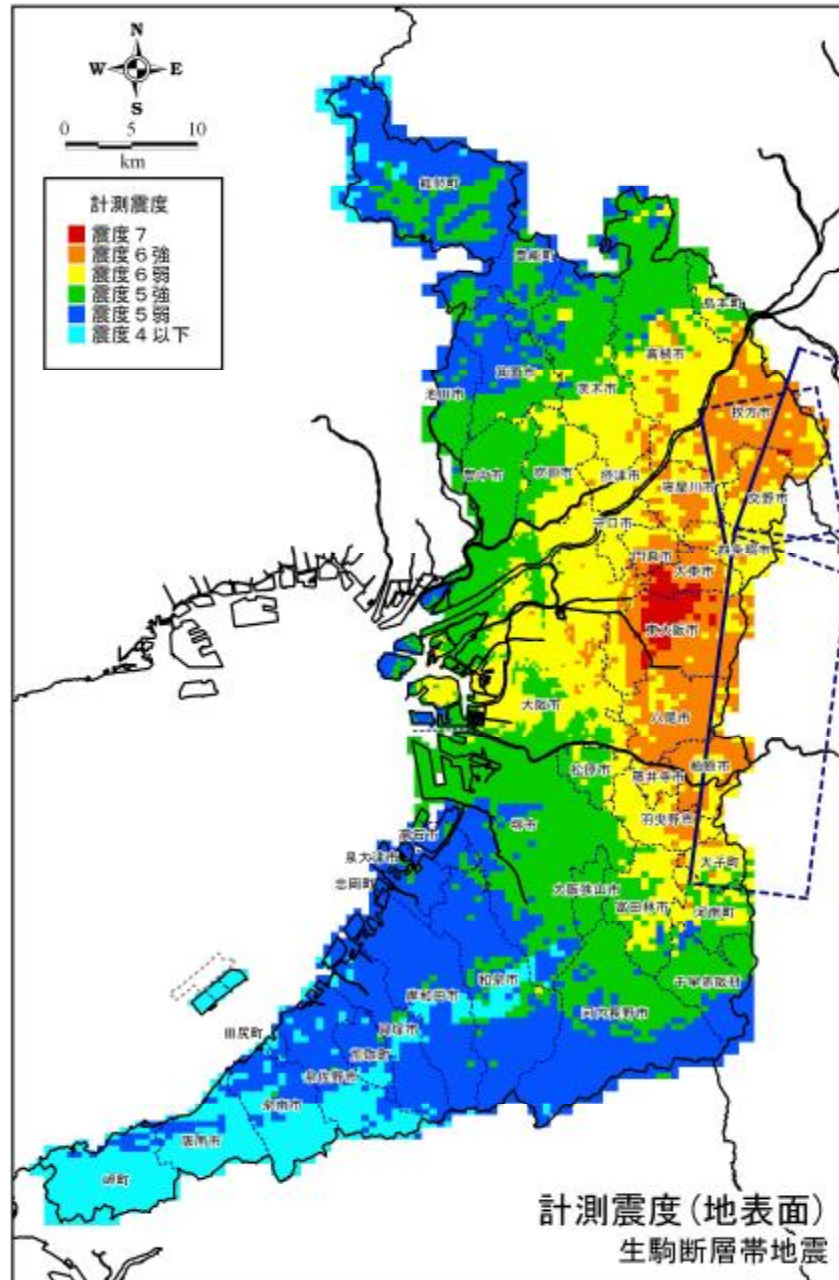 N
W E
S
0 5 10
km
計測震度
震度7
震度6強
震度6弱
震度5強
震度5弱
震度4以下
能勢町
豊能町
島本町
高槻市
箕面市
茨木市
池田市
枚方市
豊中市
吹田市
摂津市
寝屋川市
交野市
守口市
門真市
四条畷市
大東市
東大阪市
大阪市
八尾市
松原市
藤井寺市
柏原市
羽曳野市
堺市
高石市
泉大津市
太子町
忠岡町
大阪狭山市
富田林市
河南町
和泉市
千早赤阪村
岸和田市
河内長野市
貝塚市
田尻町
熊取町
泉佐野市
泉南市
阪南市
岬町
計測震度(地表面)
生駒断層帯地震